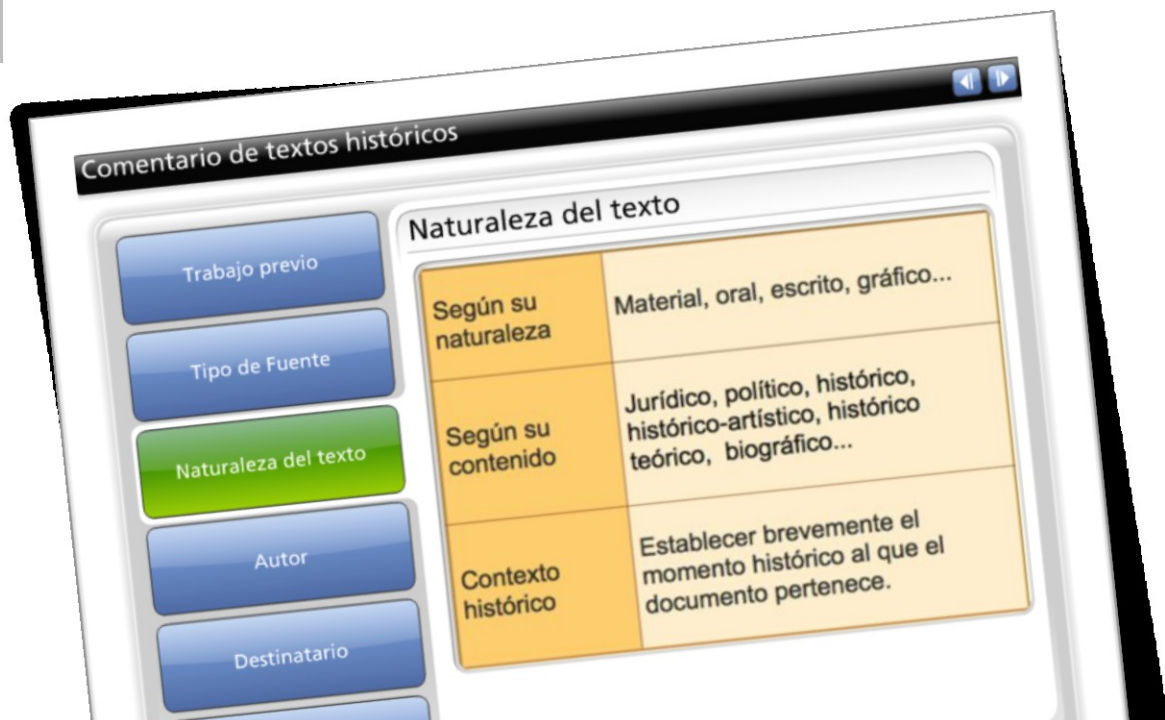 Comentario de textos históricos
Trabajo previo
Tipo de Fuente
Naturaleza del texto
Autor
Destinatario
Naturaleza del texto
Según su
naturaleza
Material, oral, escrito, gráfico...
Según su
contenido
Jurídico, político, histórico,
histórico-artístico, histórico
teórico, biográfico...
Contexto
histórico
Establecer brevemente el
momento histórico al que el
documento pertenece.